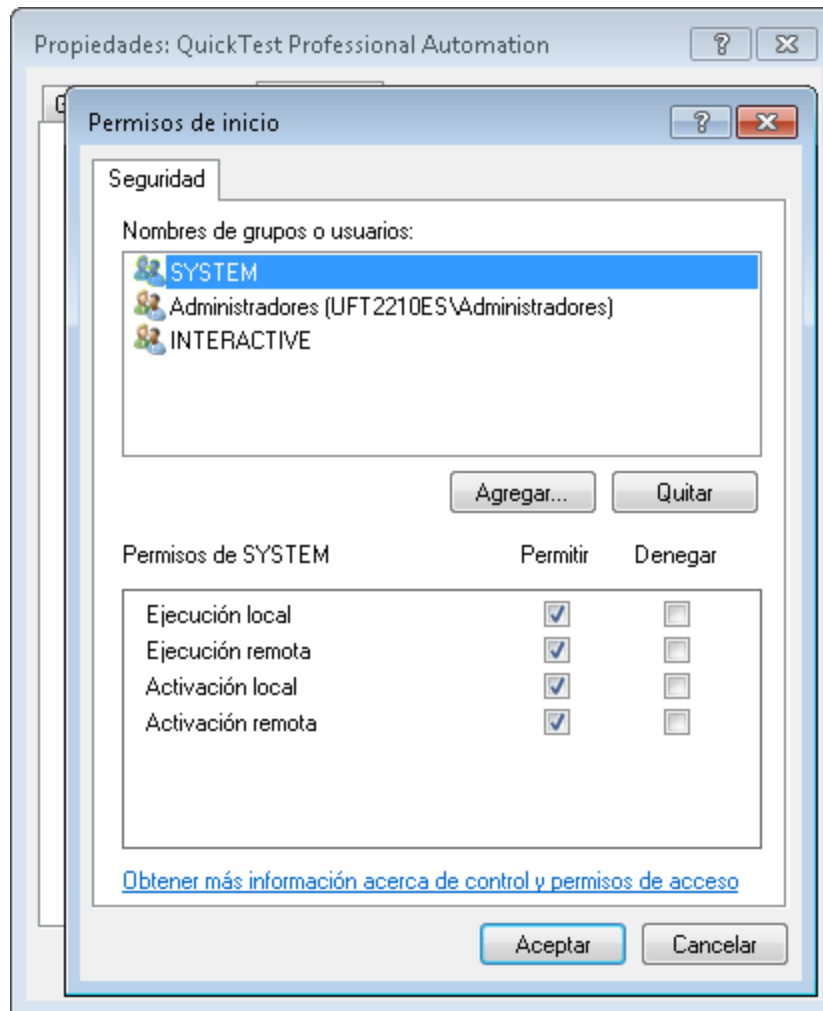 Propiedades: QuickTest Professional Automation
Permisos de inicio
Seguridad
Nombres de grupos o usuarios:
SYSTEM
Administradores (UFT2210ES\Administradores)
INTERACTIVE
Agregar... Quitar
Permisos de SYSTEM Permitir Denegar
Ejecución local
Ejecución remota
Activación local
Activación remota
Obtener más información acerca de control y permisos de acceso
Aceptar Cancelar